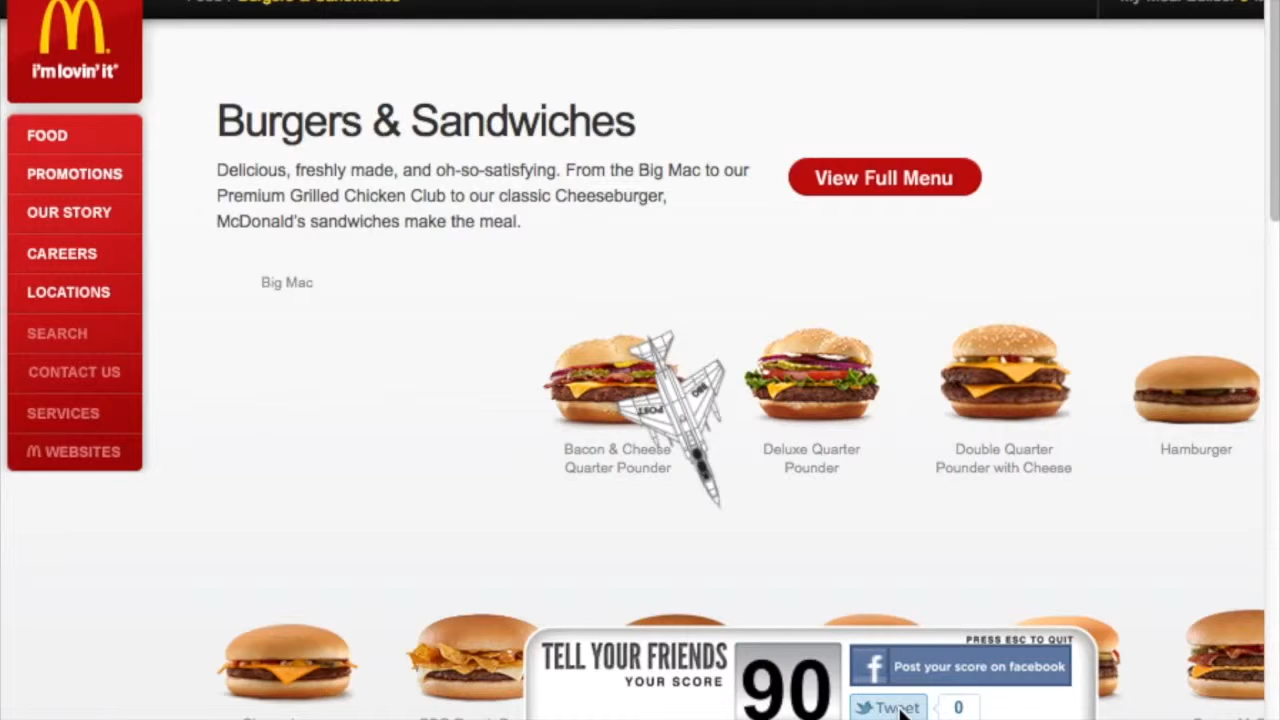 i'm lovin' it
FOOD
PROMOTIONS
OUR STORY
CAREERS
LOCATIONS
SEARCH
CONTACT US
SERVICES
WEBSITES
Burgers & Sandwiches
Delicious, freshly made, and oh-so-satisfying. From the Big Mac to our
Premium Grilled Chicken Club to our classic Cheeseburger,
McDonald's sandwiches make the meal.
View Full Menu
Big Mac
POST
Bacon & Cheese
Quarter Pounder
Deluxe Quarter
Pounder
Double Quarter
Pounder with Cheese
Hamburger
TELL YOUR FRIENDS
YOUR SCORE
90
PRESS ESC TO QUIT
Post your score on facebook
Tweet
0